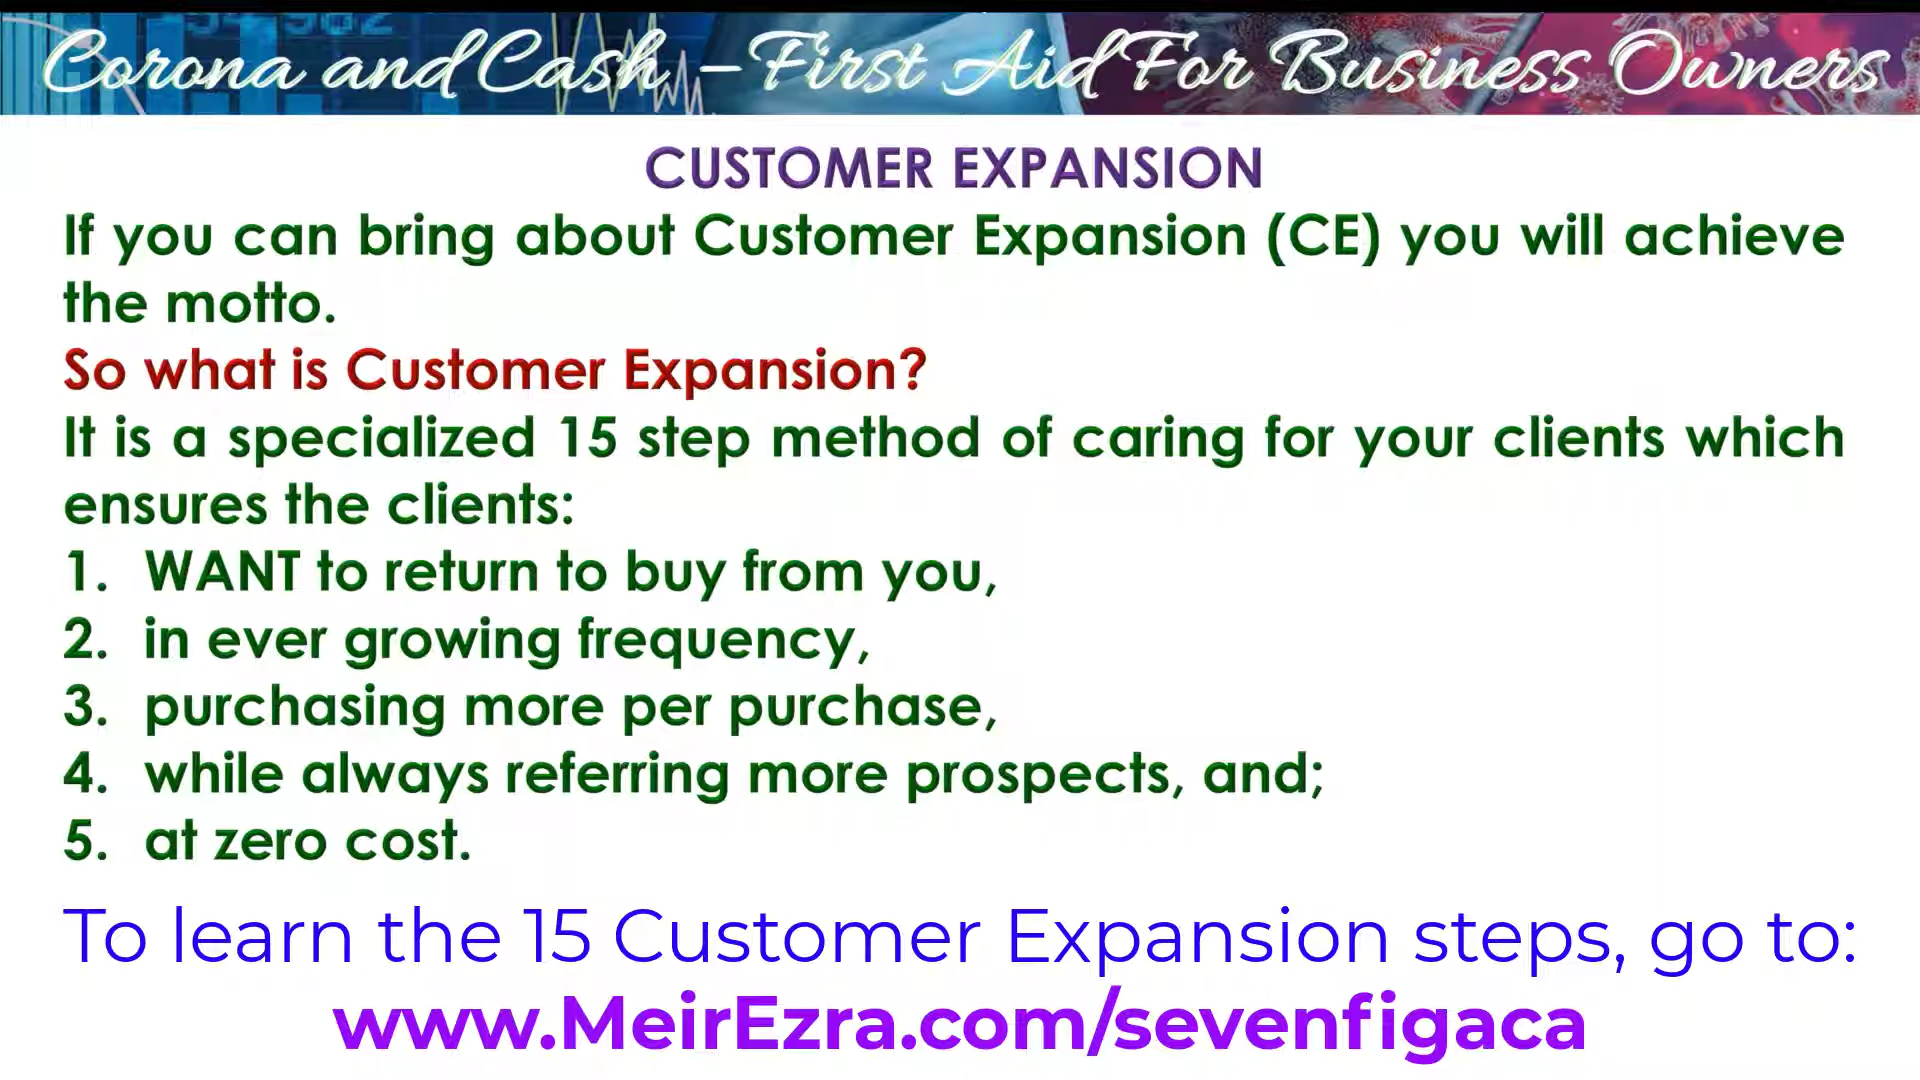 Corona and Cash – First Aid For Business Owners
CUSTOMER EXPANSION
If you can bring about Customer Expansion (CE) you will achieve
the motto.
So what is Customer Expansion?
It is a specialized 15 step method of caring for your clients which
ensures the clients:
1. WANT to return to buy from you,
2. in ever growing frequency,
3. purchasing more per purchase,
4. while always referring more prospects, and;
5. at zero cost.
To learn the 15 Customer Expansion steps, go to:
www.MeirEzra.com/sevenfigaca